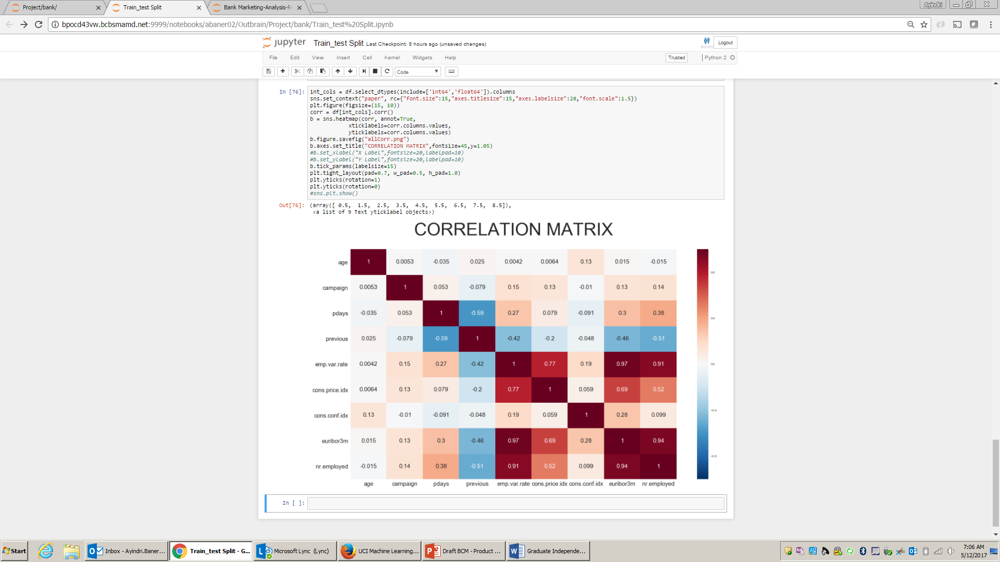 Project/bank/
Train_test Split
Bank Marketing-Analysis-R
Ayindri
bpocd43vw.bcbsmamd.net:9999/notebooks/abaner02/Outbrain/Project/bank/Train_test%20Split.ipynb
jupyter Train_test Split Last Checkpoint: 8 hours ago (unsaved changes)
Logout
File Edit View Insert Cell Kernel Widgets Help
Trusted
Python 2
Code
In [76]: int_cols = df.select_dtypes(include=['int64','float64']).columns
sns.set_context("paper", rc={"font.size":15,"axes.titlesize":15,"axes.labelsize":20,"font.scale":1.5})
plt.figure(figsize=(15, 10))
corr = df[int_cols].corr()
b = sns.heatmap(corr, annot=True,
xticklabels=corr.columns.values,
yticklabels=corr.columns.values)
b.figure.savefig("allCorr.png")
b.axes.set_title("CORRELATION MATRIX",fontsize=45,y=1.05)
#b.set_xlabel("X Label",fontsize=20,labelpad=10)
#b.set_ylabel("Y Label",fontsize=20,labelpad=10)
b.tick_params(labelsize=15)
plt.tight_layout(pad=0.7, w_pad=0.5, h_pad=1.0)
plt.yticks(rotation=1)
plt.yticks(rotation=0)
#sns.plt.show()
Out[76]: (array([ 0.5, 1.5, 2.5, 3.5, 4.5, 5.5, 6.5, 7.5, 8.5]),
<a list of 9 Text yticklabel objects>)
CORRELATION MATRIX
age 1 0.0053 -0.035 0.025 0.0042 0.0064 0.13 0.015 -0.015
campaign 0.0053 1 0.053 -0.079 0.15 0.13 -0.01 0.13 0.14
pdays -0.035 0.053 1 -0.59 0.27 0.079 -0.091 0.3 0.38
previous 0.025 -0.079 -0.59 1 -0.42 -0.2 -0.048 -0.46 -0.51
emp.var.rate 0.0042 0.15 0.27 -0.42 1 0.77 0.19 0.97 0.91
cons.price.idx 0.0064 0.13 0.079 -0.2 0.77 1 0.059 0.69 0.52
cons.conf.idx 0.13 -0.01 -0.091 -0.048 0.19 0.059 1 0.28 0.099
euribor3m 0.015 0.13 0.3 -0.46 0.97 0.69 0.28 1 0.94
nr.employed -0.015 0.14 0.38 -0.51 0.91 0.52 0.099 0.94 1
age campaign pdays previous emp.var.rate cons.price.idx cons.conf.idx euribor3m nr.employed
0.8
0.4
0.0
-0.4
-0.8
In [ ]:
Start
Inbox - Ayindri.Baner...
Train_test Split - G...
Microsoft Lync (Lync)
UCI Machine Learning...
Draft BCM - Product ...
Graduate Independe...
7:06 AM
5/12/2017